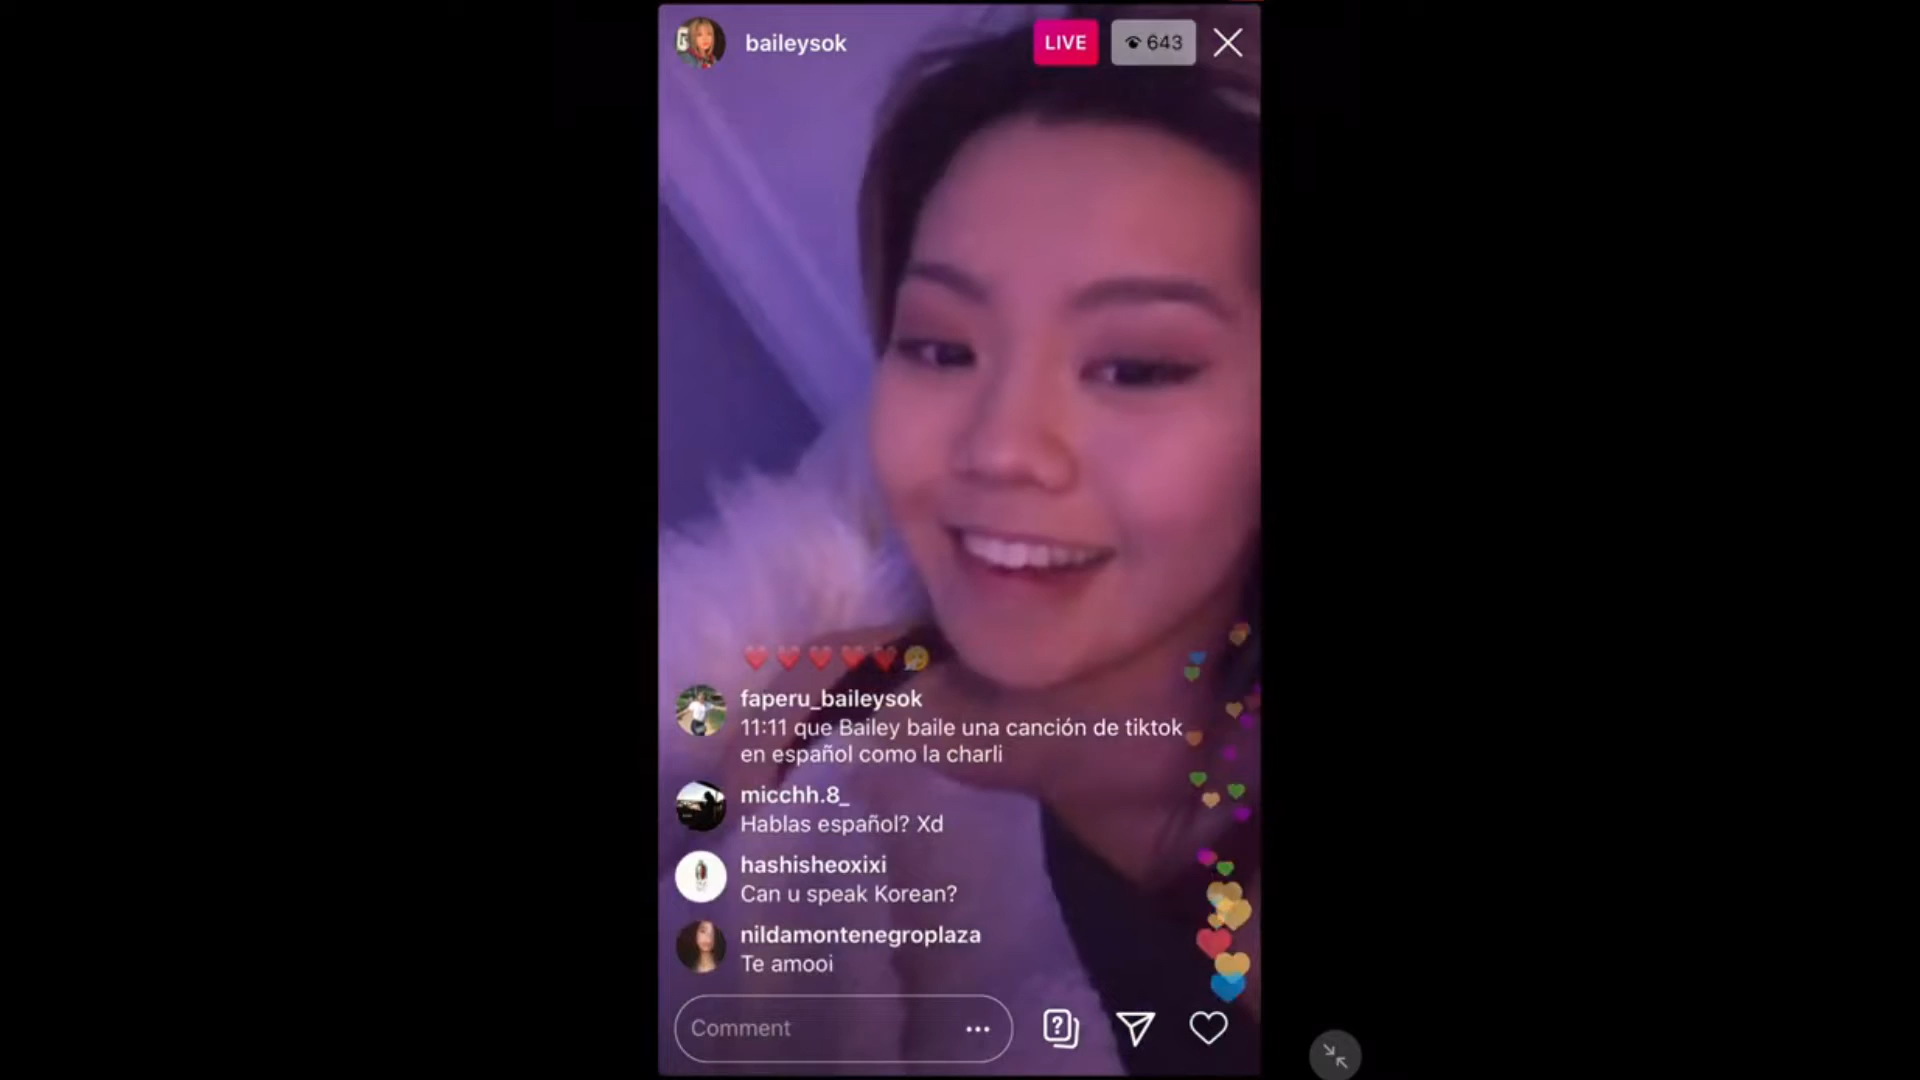 baileysok
LIVE
643
faperu_baileysok
11:11 que Bailey baile una canción de tiktok
en español como la charli
micchh.8_
Hablas español? Xd
hashisheoxixi
Can u speak Korean?
nildamontenegroplaza
Te amooi
Comment